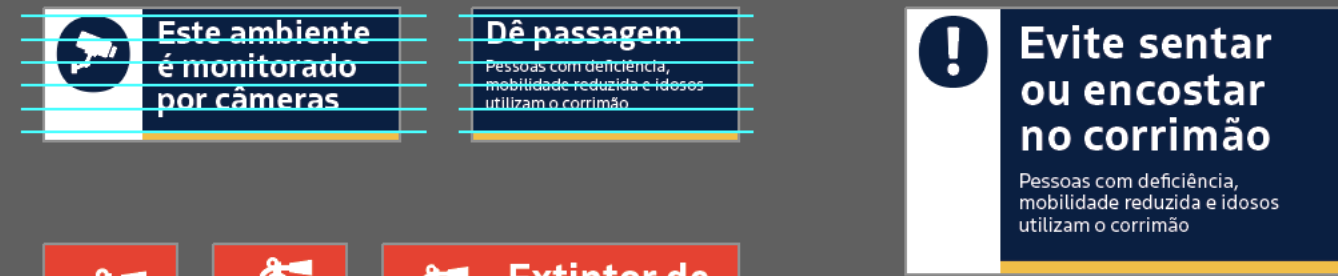 Este ambiente
é monitorado
por câmeras
Dê passagem
Pessoas com deficiência,
mobilidade reduzida e idosos
utilizam o corrimão
!
Evite sentar
ou encostar
no corrimão
Pessoas com deficiência,
mobilidade reduzida e idosos
utilizam o corrimão
Extintor de